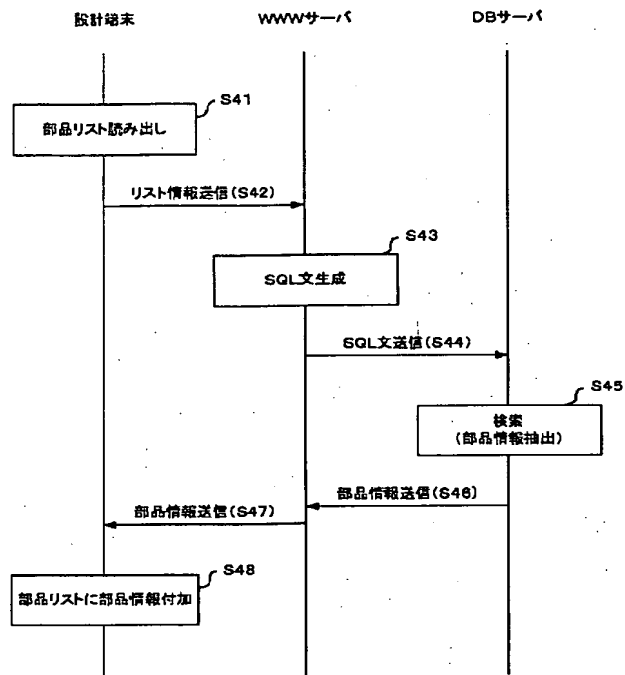 設計端末 WWWサーバ DBサーバ
S41
部品リスト読み出し
リスト情報送信(S42)
S43
SQL文生成
SQL文送信(S44)
S45
検索
(部品情報抽出)
部品情報送信(S46)
部品情報送信(S47)
S48
部品リストに部品情報付加